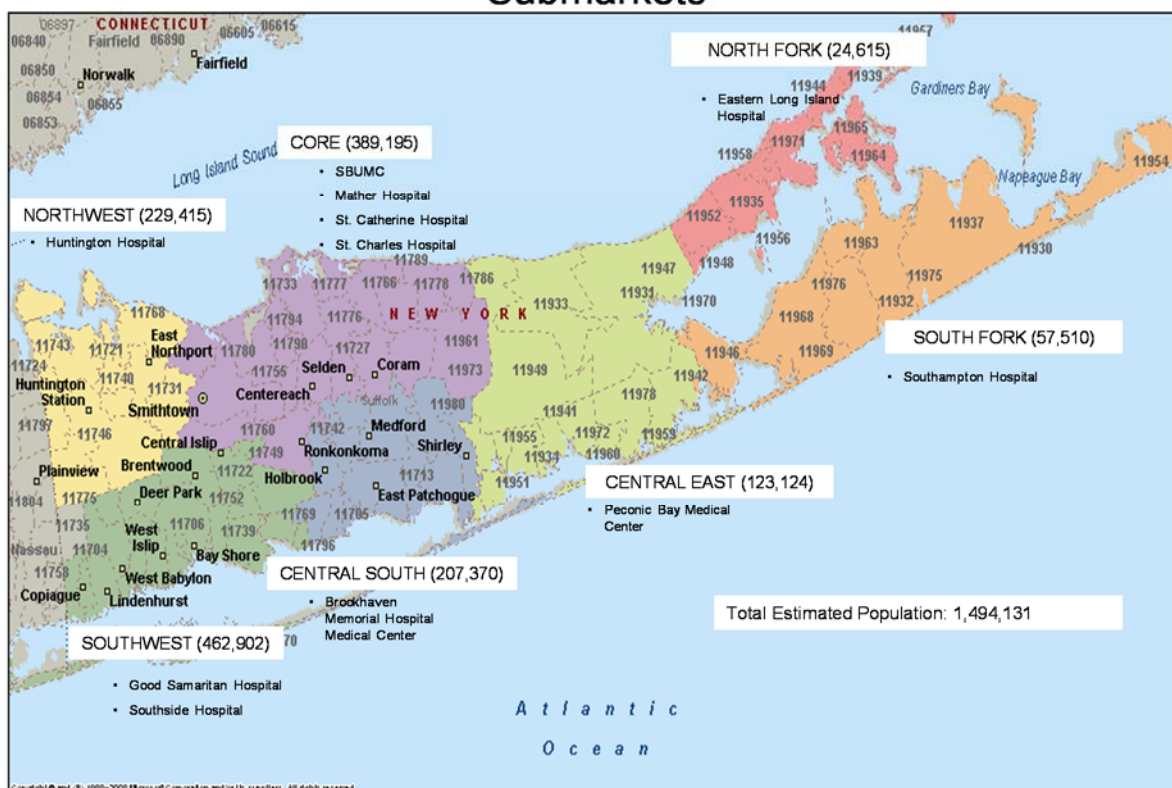 Submarkets
CONNECTICUT
06897
06840
Fairfield
06890
06605
06615
06850
Norwalk
Fairfield
06854
06855
06853
Long Island Sound
NORTH FORK (24,615)
▪ Eastern Long Island
Hospital
11957
11944
11939
Gardiners Bay
11971
11965
11958
11964
11954
Napeague Bay
CORE (389,195)
▪ SBUMC
- Mather Hospital
▪ St. Catherine Hospital
▪ St. Charles Hospital
NORTHWEST (229,415)
▪ Huntington Hospital
11952
11935
11956
11948
11937
11930
11963
11789
11733
11777
11766
11778
11786
11947
11931
11933
11970
11976
11975
11932
11968
11969
NEW YORK
11768
East
Northport
11794
11776
11790
11780
11727
11961
11743
11721
11724
11740
11731
Huntington
Station
11755
Selden
Coram
11973
11949
11946
11942
SOUTH FORK (57,510)
▪ Southampton Hospital
Smithtown
Centereach
Suffolk
11980
11978
11797
11746
11760
11742
Medford
11941
Central Islip
11749
Ronkonkoma
Shirley
11955
11972
11959
11934
11960
Plainview
Brentwood
11722
Holbrook
11713
11951
11804
11775
Deer Park
11752
East Patchogue
CENTRAL EAST (123,124)
▪ Peconic Bay Medical
Center
11735
11706
11739
11769
11705
West
Islip
11796
Nassau
11704
Bay Shore
11758
West Babylon
Copiague
Lindenhurst
CENTRAL SOUTH (207,370)
▪ Brookhaven
Memorial Hospital
Medical Center
Total Estimated Population: 1,494,131
SOUTHWEST (462,902)
70
▪ Good Samaritan Hospital
▪ Southside Hospital
Atlantic
Ocean